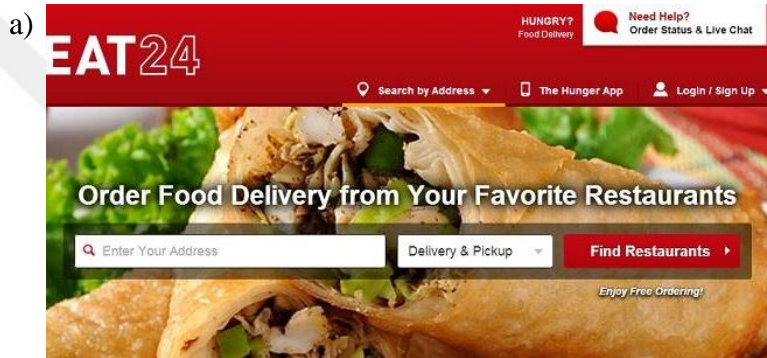 a)
HUNGRY?
Food Delivery
Need Help?
Order Status & Live Chat
EAT24
Search by Address
The Hunger App
Login / Sign Up
Order Food Delivery from Your Favorite Restaurants
Enter Your Address
Delivery & Pickup
Find Restaurants
Enjoy Free Ordering!